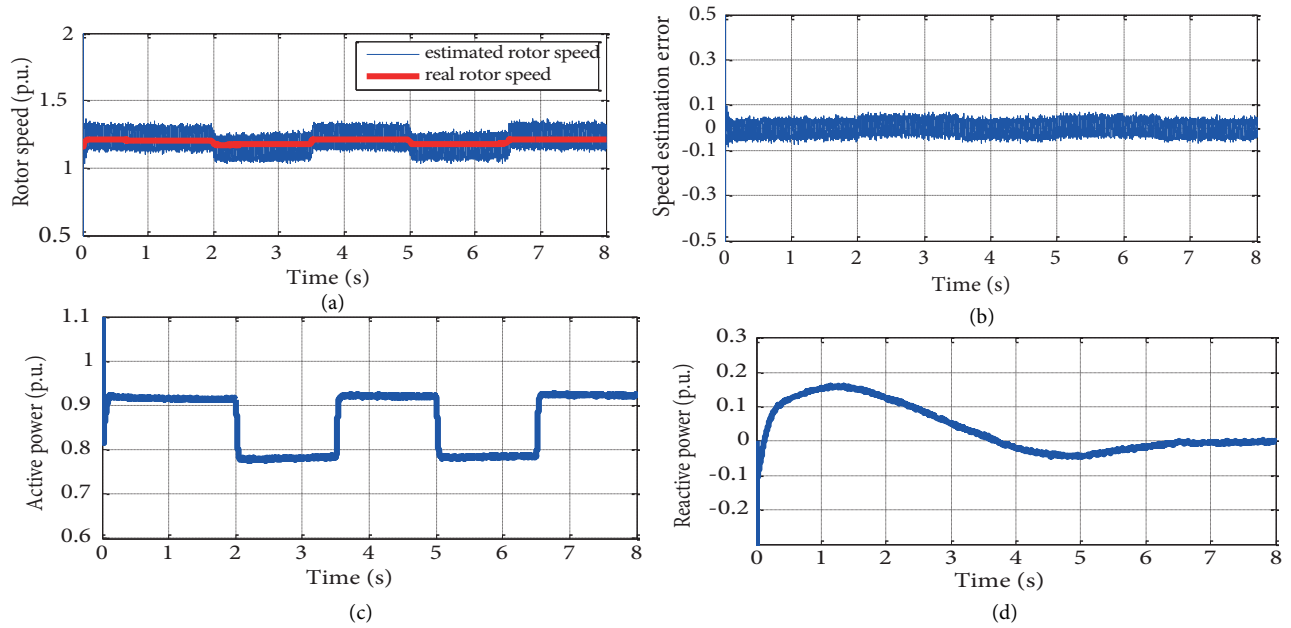 2
1.5
1
0.5
Rotor speed (p.u.)
estimated rotor speed
real rotor speed
0 1 2 3 4 5 6 7 8
Time (s)
(a)
0.5
0.3
0.1
0
-0.1
-0.3
-0.5
Speed estimation error
0 1 2 3 4 5 6 7 8
Time (s)
(b)
1.1
1
0.9
0.8
0.7
0.6
Active power (p.u.)
0 1 2 3 4 5 6 7 8
Time (s)
(c)
0.3
0.2
0.1
0
-0.1
-0.2
Reactive power (p.u.)
0 1 2 3 4 5 6 7 8
Time (s)
(d)